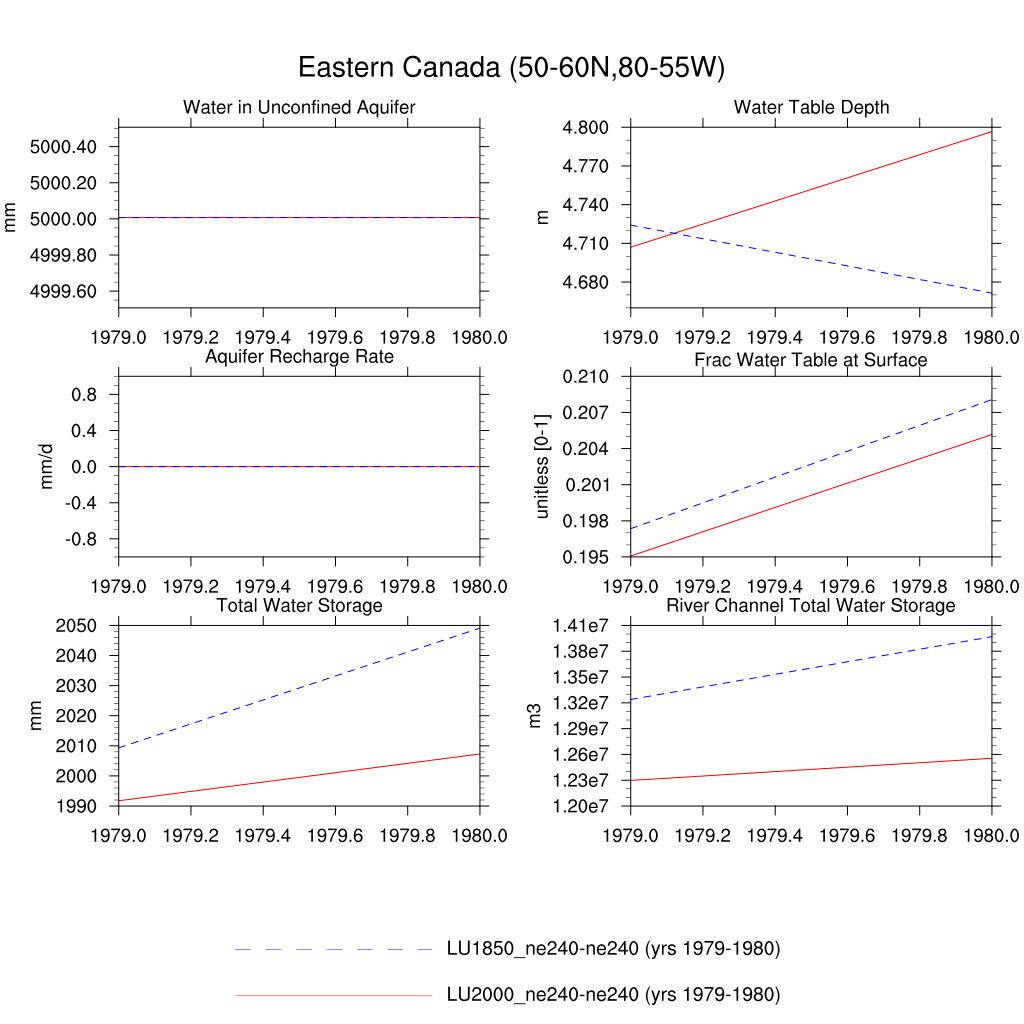 Eastern Canada (50-60N,80-55W)
Water in Unconfined Aquifer
mm
5000.40
5000.20
5000.00
4999.80
4999.60
1979.0 1979.2 1979.4 1979.6 1979.8 1980.0
Water Table Depth
m
4.800
4.770
4.740
4.710
4.680
1979.0 1979.2 1979.4 1979.6 1979.8 1980.0
Aquifer Recharge Rate
mm/d
0.8
0.4
0.0
-0.4
-0.8
1979.0 1979.2 1979.4 1979.6 1979.8 1980.0
Frac Water Table at Surface
unitless [0-1]
0.210
0.207
0.204
0.201
0.198
0.195
1979.0 1979.2 1979.4 1979.6 1979.8 1980.0
Total Water Storage
mm
2050
2040
2030
2020
2010
2000
1990
1979.0 1979.2 1979.4 1979.6 1979.8 1980.0
River Channel Total Water Storage
m3
1.41e7
1.38e7
1.35e7
1.32e7
1.29e7
1.26e7
1.23e7
1.20e7
1979.0 1979.2 1979.4 1979.6 1979.8 1980.0
LU1850_ne240-ne240 (yrs 1979-1980)
LU2000_ne240-ne240 (yrs 1979-1980)